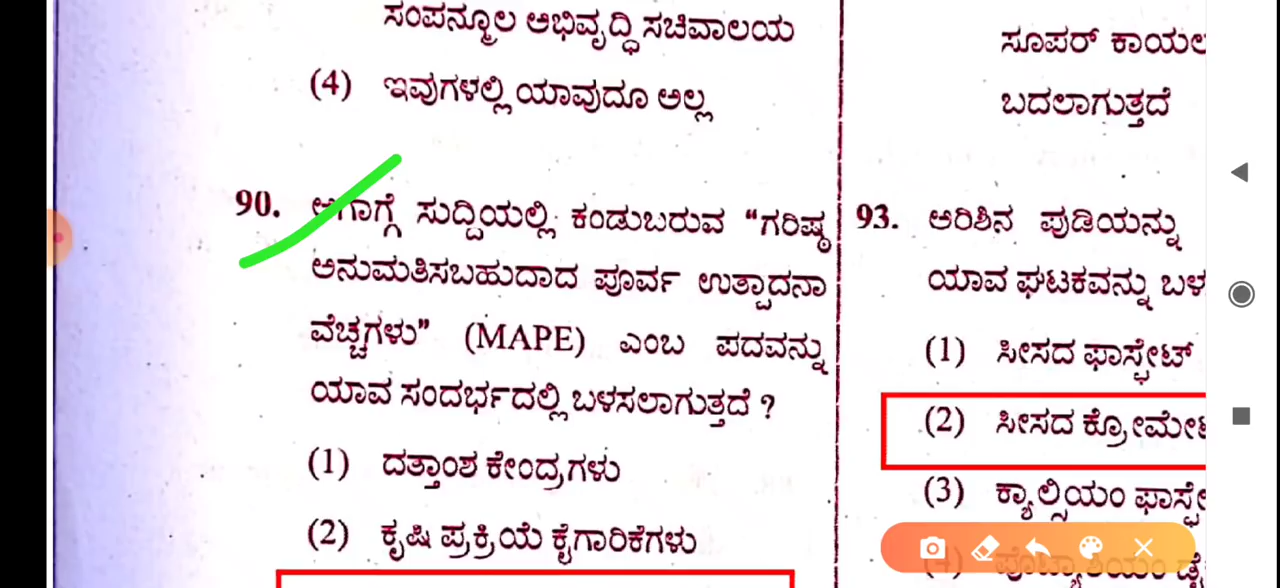 ಸಂಪನ್ಮೂಲ ಅಭಿವೃದ್ಧಿ ಸಚಿವಾಲಯ
(4) ಇವುಗಳಲ್ಲಿ ಯಾವುದೂ ಅಲ್ಲ
90. ಆಗಾಗ್ಗೆ ಸುದ್ದಿಯಲ್ಲಿ ಕಂಡುಬರುವ “ಗರಿಷ್ಠ
ಅನುಮತಿಸಬಹುದಾದ ಪೂರ್ವ ಉತ್ಪಾದನಾ
ವೆಚ್ಚಗಳು” (MAPE) ಎಂಬ ಪದವನ್ನು
ಯಾವ ಸಂದರ್ಭದಲ್ಲಿ ಬಳಸಲಾಗುತ್ತದೆ ?
(1) ದತ್ತಾಂಶ ಕೇಂದ್ರಗಳು
(2) ಕೃಷಿ ಪ್ರಕ್ರಿಯೆ ಕೈಗಾರಿಕೆಗಳು
ಸೂಪರ್
ಬದಲಾಗುತ್ತದೆ
93. ಅರಿಶಿನ ಪುಡಿಯನ್ನು
ಯಾವ ಘಟಕವನ್ನು ಬಳ
(1) ಸೀಸದ ಫಾಸ್ಫೇಟ್
(2) ಸೀಸದ ಕ್ರೋಮೇ
(3) ಕ್ಯಾಲ್ಸಿಯಂ ಫಾಸ್ಫೇ